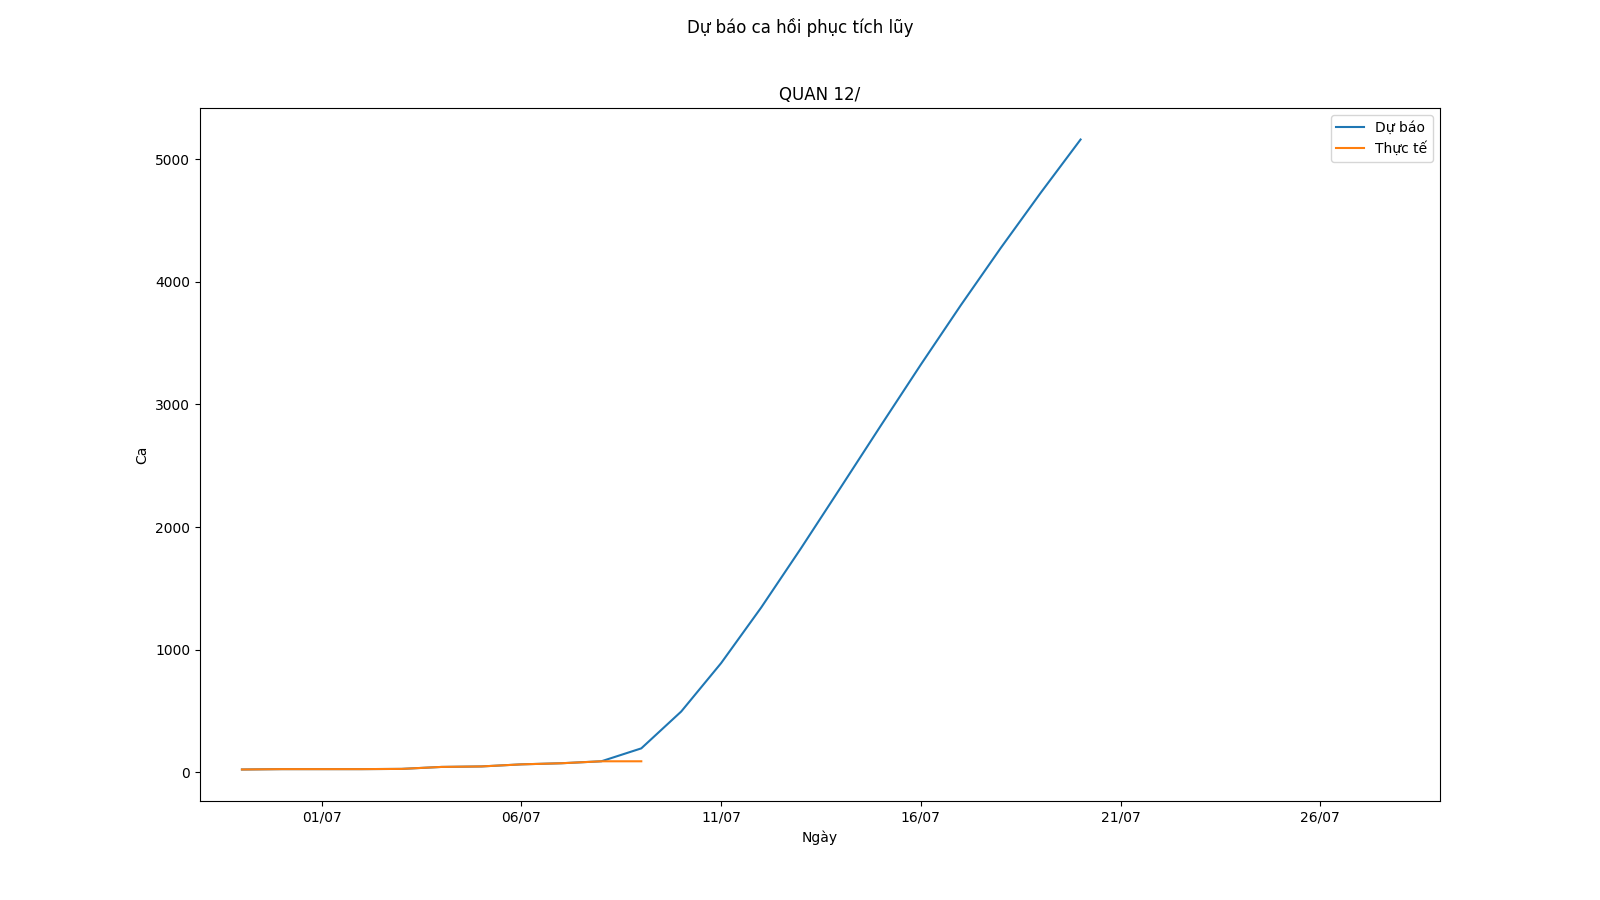 Dự báo ca hồi phục tích lũy
QUAN 12/
Dự báo
Thực tế
5000
4000
3000
2000
1000
0
Ca
01/07
06/07
11/07
16/07
21/07
26/07
Ngày